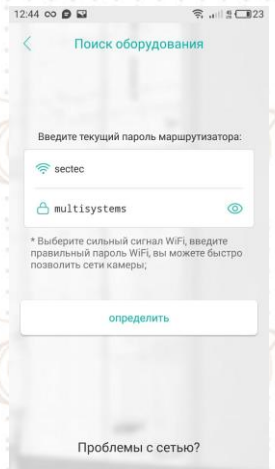 12:44
23
Поиск оборудования
Введите текущий пароль маршрутизатора:
sectec
multisystems
* Выберите сильный сигнал WiFi, введите
правильный пароль WiFi, вы можете быстро
позволить сети камеры;
определить
Проблемы с сетью?